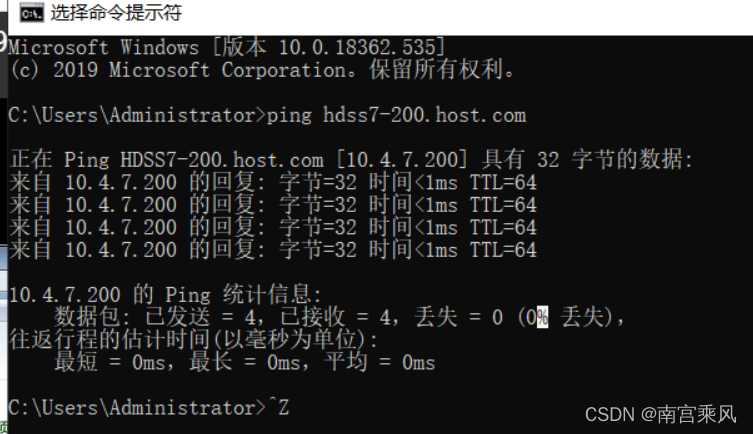 选择命令提示符
Microsoft Windows [版本 10.0.18362.535]
(c) 2019 Microsoft Corporation。保留所有权利。
C:\Users\Administrator>ping hdss7-200.host.com
正在 Ping HDSS7-200.host.com [10.4.7.200] 具有 32 字节的数据:
来自 10.4.7.200 的回复: 字节=32 时间<1ms TTL=64
来自 10.4.7.200 的回复: 字节=32 时间<1ms TTL=64
来自 10.4.7.200 的回复: 字节=32 时间<1ms TTL=64
来自 10.4.7.200 的回复: 字节=32 时间<1ms TTL=64
10.4.7.200 的 Ping 统计信息:
数据包: 已发送 = 4，已接收 = 4，丢失 = 0 (0% 丢失)，
往返行程的估计时间(以毫秒为单位):
最短 = 0ms，最长 = 0ms，平均 = 0ms
C:\Users\Administrator>^Z
CSDN @南宫乘风